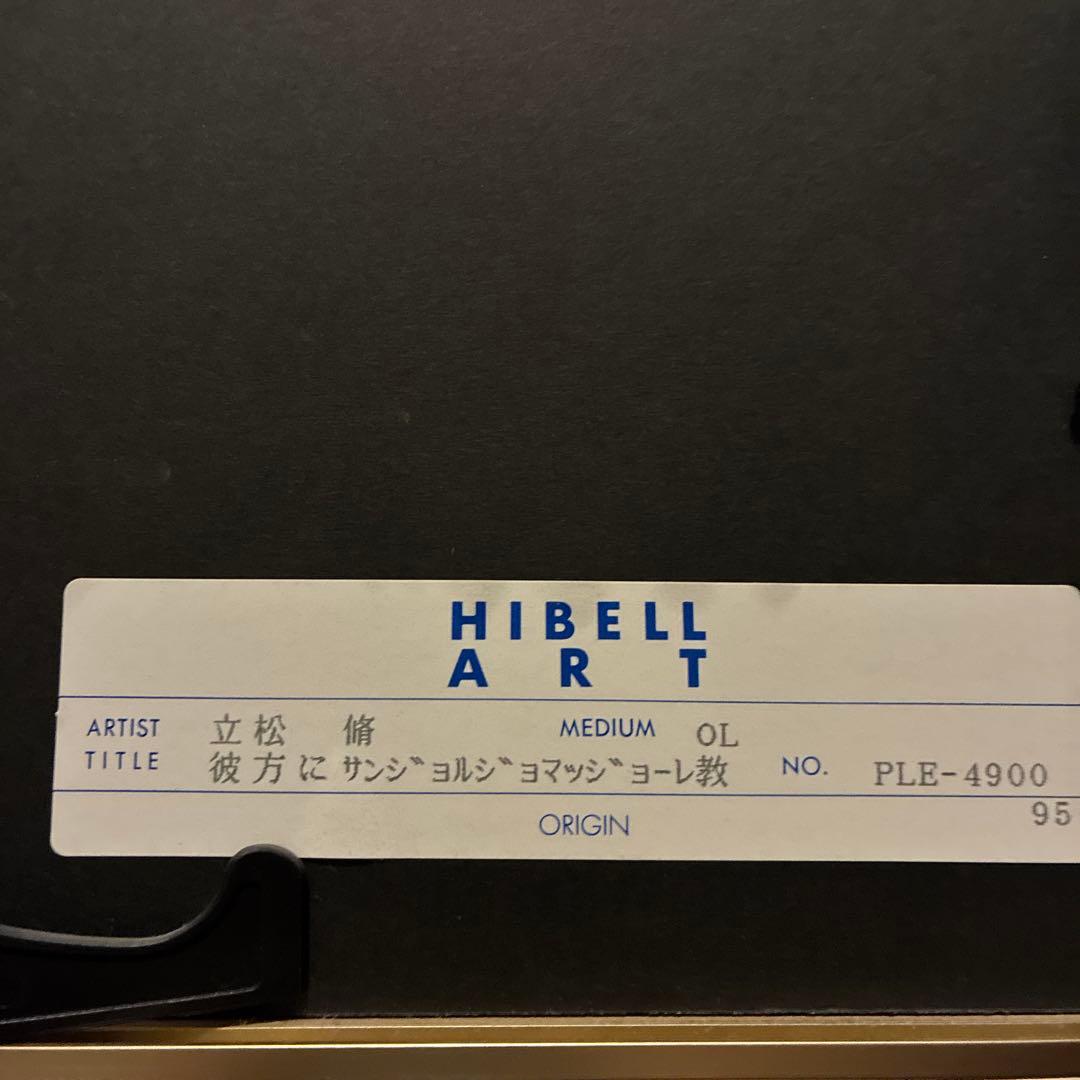 HIBELL
ART
ARTIST 立松 脩 MEDIUM OL
TITLE 彼方に ｻﾝｼﾞｮﾙｼﾞｮﾏｯｼﾞｮｰﾚ教 NO. PLE-4900
95
ORIGIN